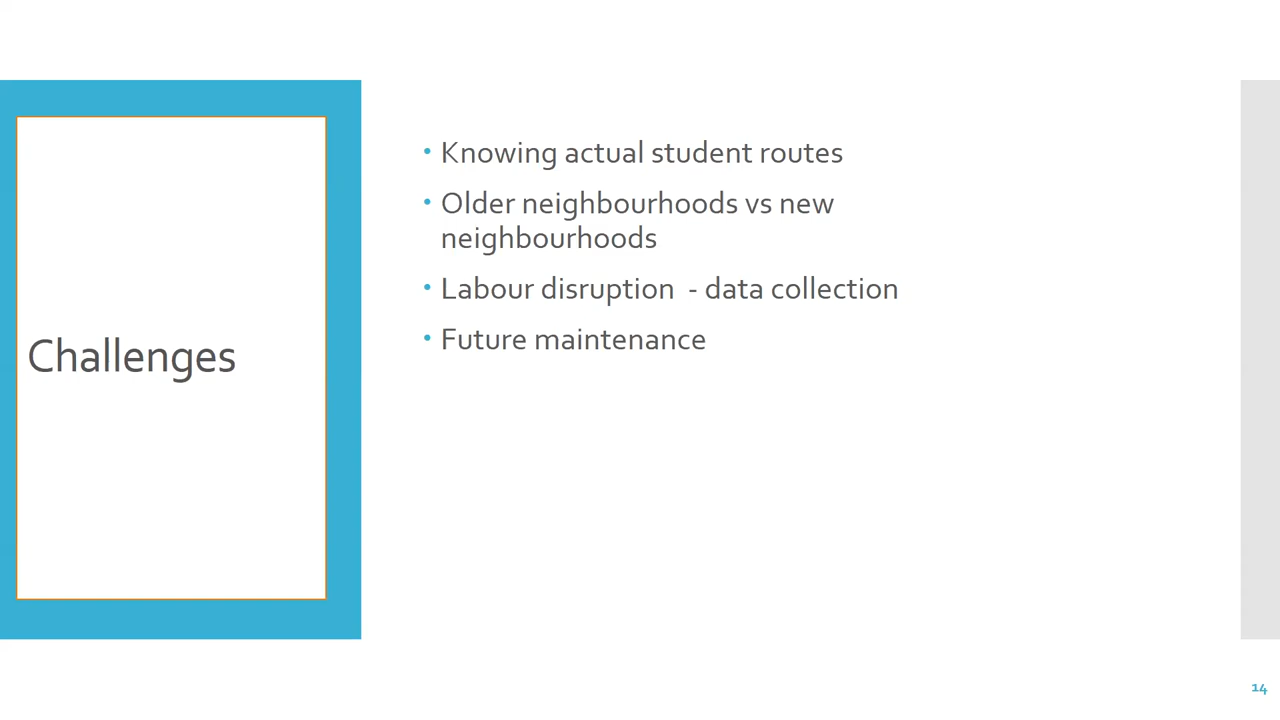 Challenges
• Knowing actual student routes
• Older neighbourhoods vs new
neighbourhoods
• Labour disruption  - data collection
• Future maintenance
14